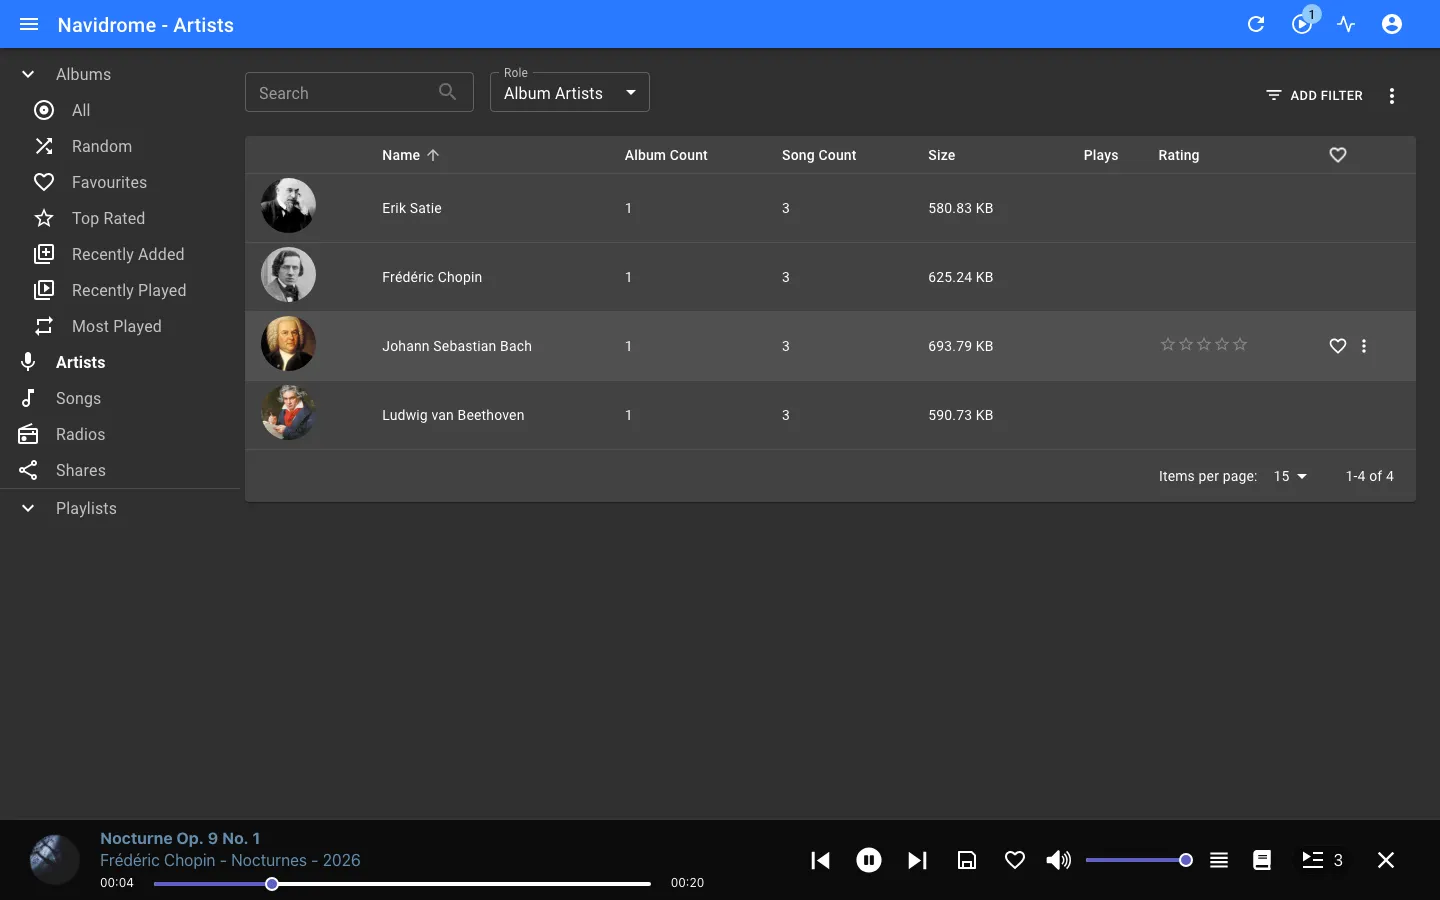 Navidrome - Artists
1
Albums
All
Random
Favourites
Top Rated
Recently Added
Recently Played
Most Played
Artists
Songs
Radios
Shares
Playlists
Search
Role
Album Artists
ADD FILTER
Name Album Count Song Count Size Plays Rating
Erik Satie 1 3 580.83 KB
Frédéric Chopin 1 3 625.24 KB
Johann Sebastian Bach 1 3 693.79 KB
Ludwig van Beethoven 1 3 590.73 KB
Items per page: 15 1-4 of 4
Nocturne Op. 9 No. 1
Frédéric Chopin - Nocturnes - 2026
00:04 00:20
3